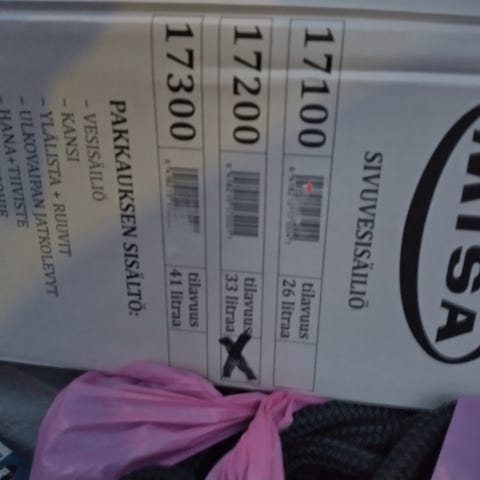 MISA
SIVUVESISÄILIÖ
17100 tilavuus
26 litraa
17200 tilavuus
33 litraa X
17300 tilavuus
41 litraa
PAKKAUKSEN SISÄLTÖ:
- VESISÄILIÖ
- KANSI
- YLÄLISTA + RUUVIT
- ULKOVAIPAN JATKOLEVYT
- HANA+TIIVISTE